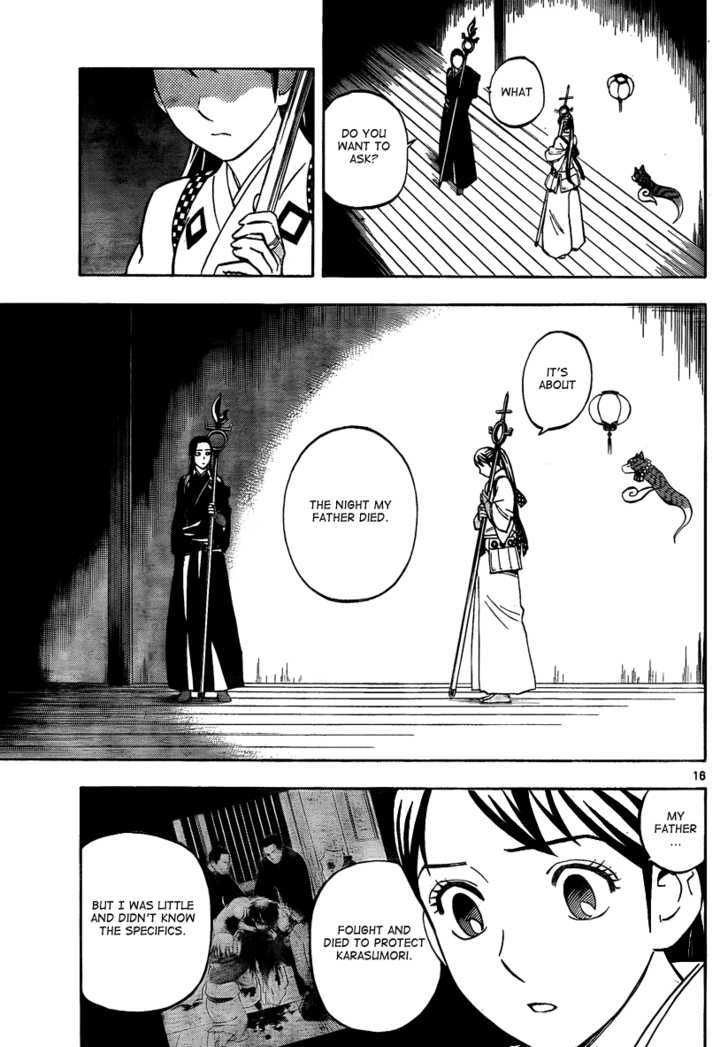 WHAT
DO YOU
WANT TO
ASK?
IT'S
ABOUT
THE NIGHT MY
FATHER DIED.
16
MY
FATHER
...
FOUGHT AND
DIED TO PROTECT
KARASUMORI.
BUT I WAS LITTLE
AND DIDN'T KNOW
THE SPECIFICS.